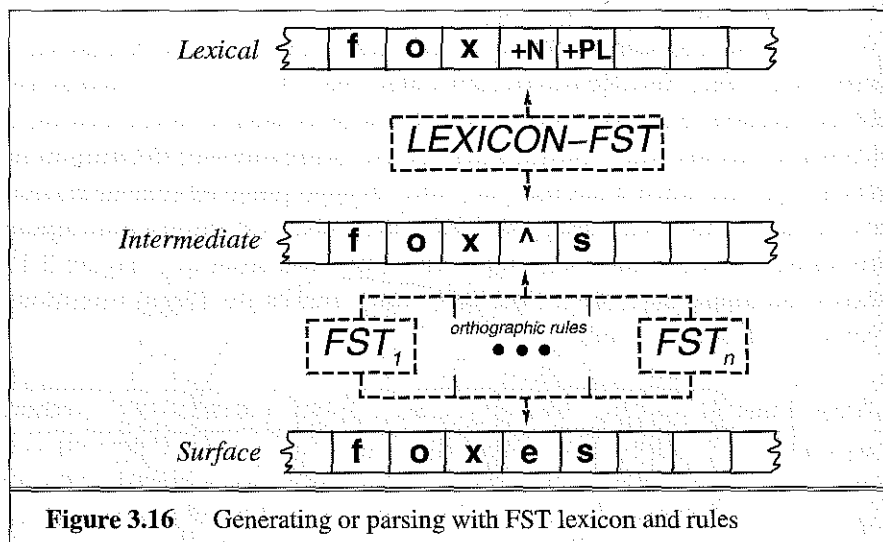 Lexical f o x +N +PL
LEXICON–FST
Intermediate f o x ^ s
orthographic rules
FST1 ● ● ● FSTn
Surface f o x e s
Figure 3.16 Generating or parsing with FST lexicon and rules